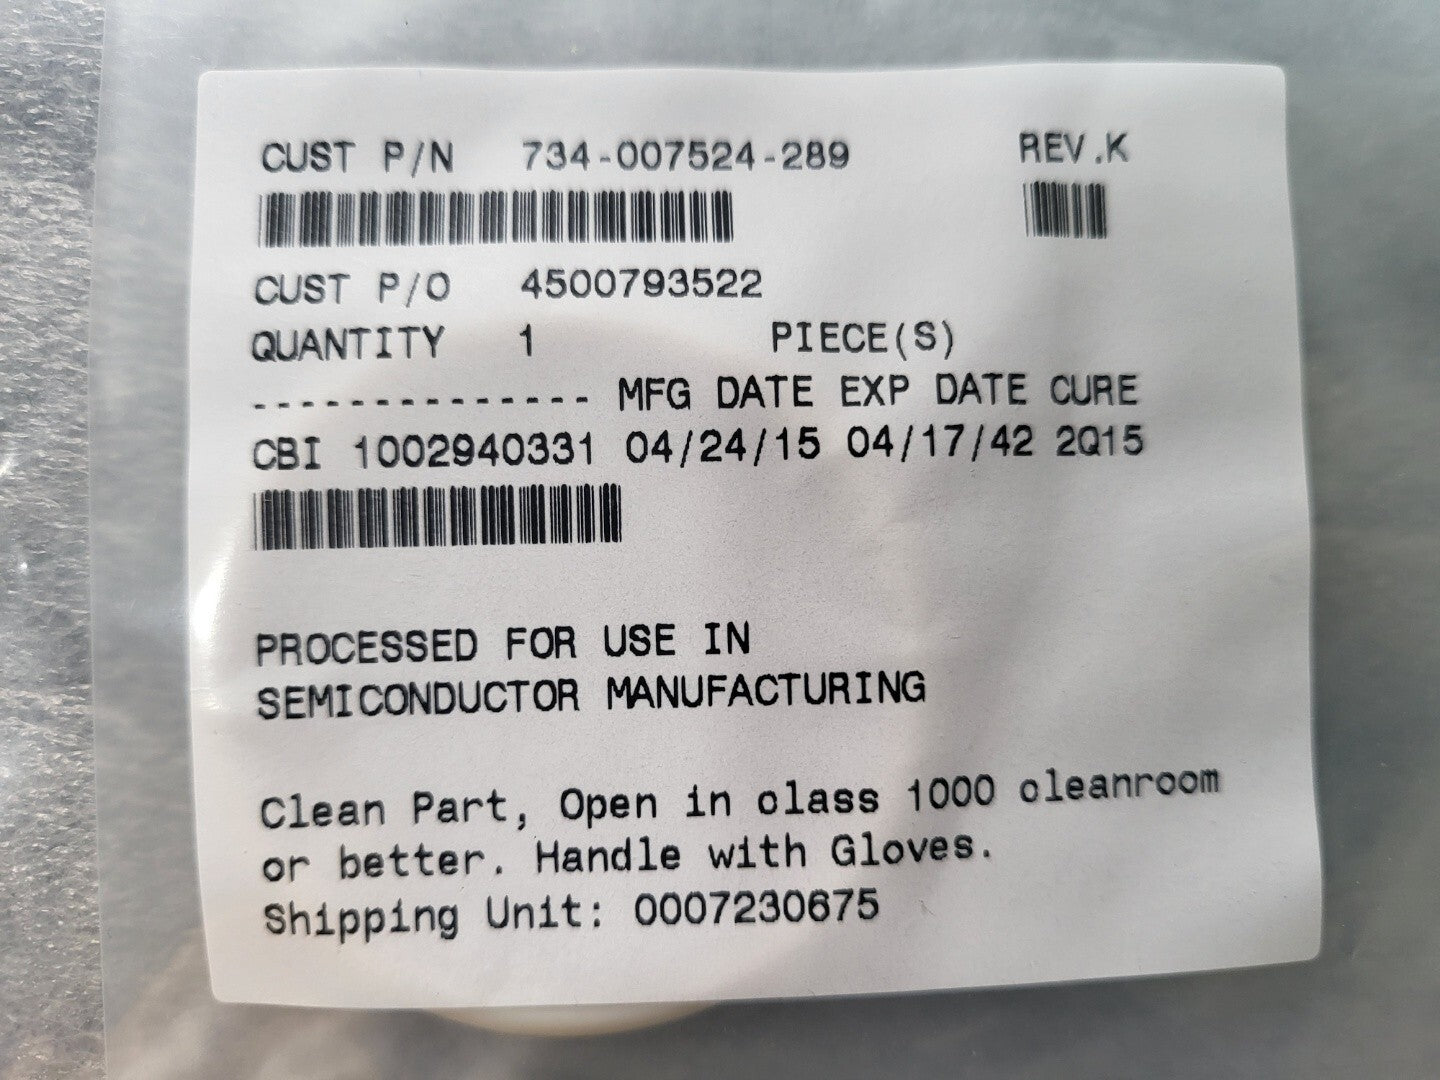 CUST P/N 734-007524-289 REV.K
CUST P/O 4500793522
QUANTITY 1 PIECE(S)
-------------- MFG DATE EXP DATE CURE
CBI 1002940331 04/24/15 04/17/42 2Q15
PROCESSED FOR USE IN
SEMICONDUCTOR MANUFACTURING
Clean Part, Open in class 1000 cleanroom
or better. Handle with Gloves.
Shipping Unit: 0007230675